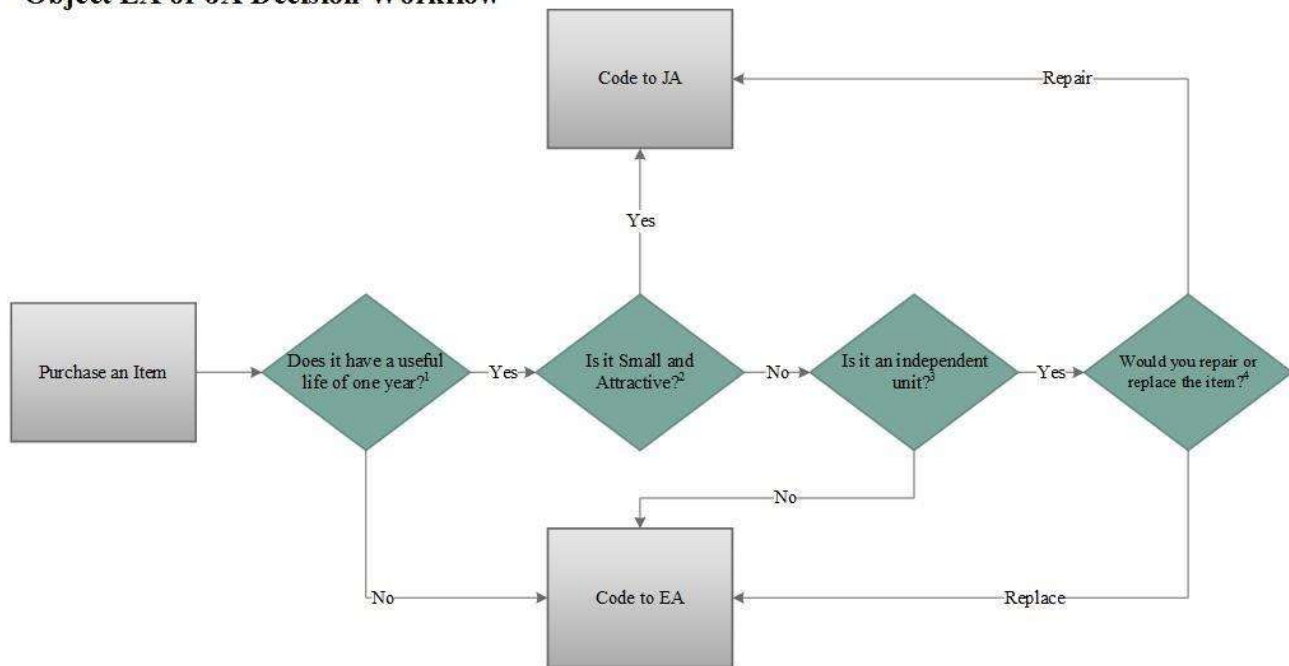 Object EA or JA Decision Workflow
Code to JA
Repair
Yes
Purchase an Item
Does it have a useful
life of one year?¹
Yes
Is it Small and
Attractive?²
No
Is it an independent
unit?³
Yes
Would you repair or
replace the item?⁴
No
Code to EA
No
Replace